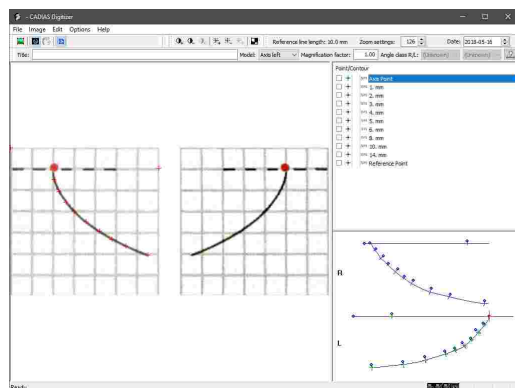 - CADIAS Digitizer
File Image Edit Options Help
Reference line length: 10.0 mm Zoom settings: 126 Date: 2018-05-16
Title: Model: Axis left Magnification factor: 1.00 Angle class R/L: (Unknown) (Unknown)
Point/Contour
Axis Point
1. mm
2. mm
3. mm
4. mm
5. mm
6. mm
8. mm
10. mm
14. mm
Reference Point
R
L
Ready